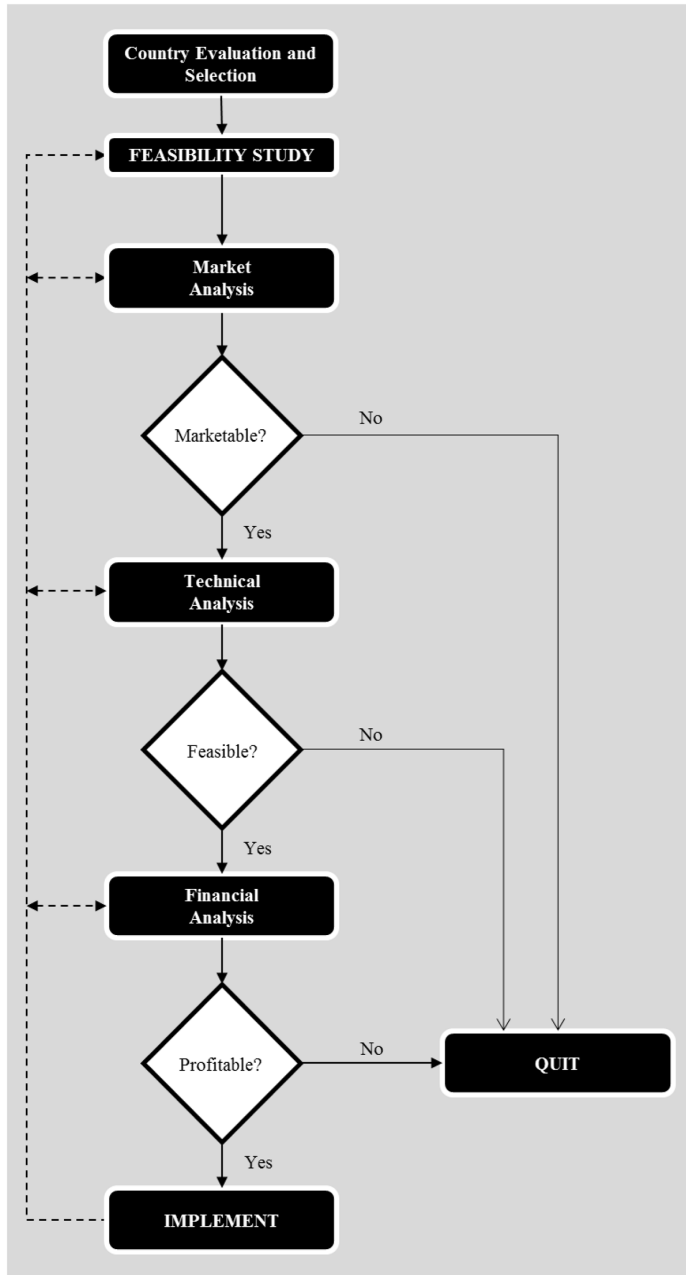 Country Evaluation and
Selection
FEASIBILITY STUDY
Market
Analysis
Marketable?
No
Yes
Technical
Analysis
Feasible?
No
Yes
Financial
Analysis
Profitable?
No
QUIT
Yes
IMPLEMENT